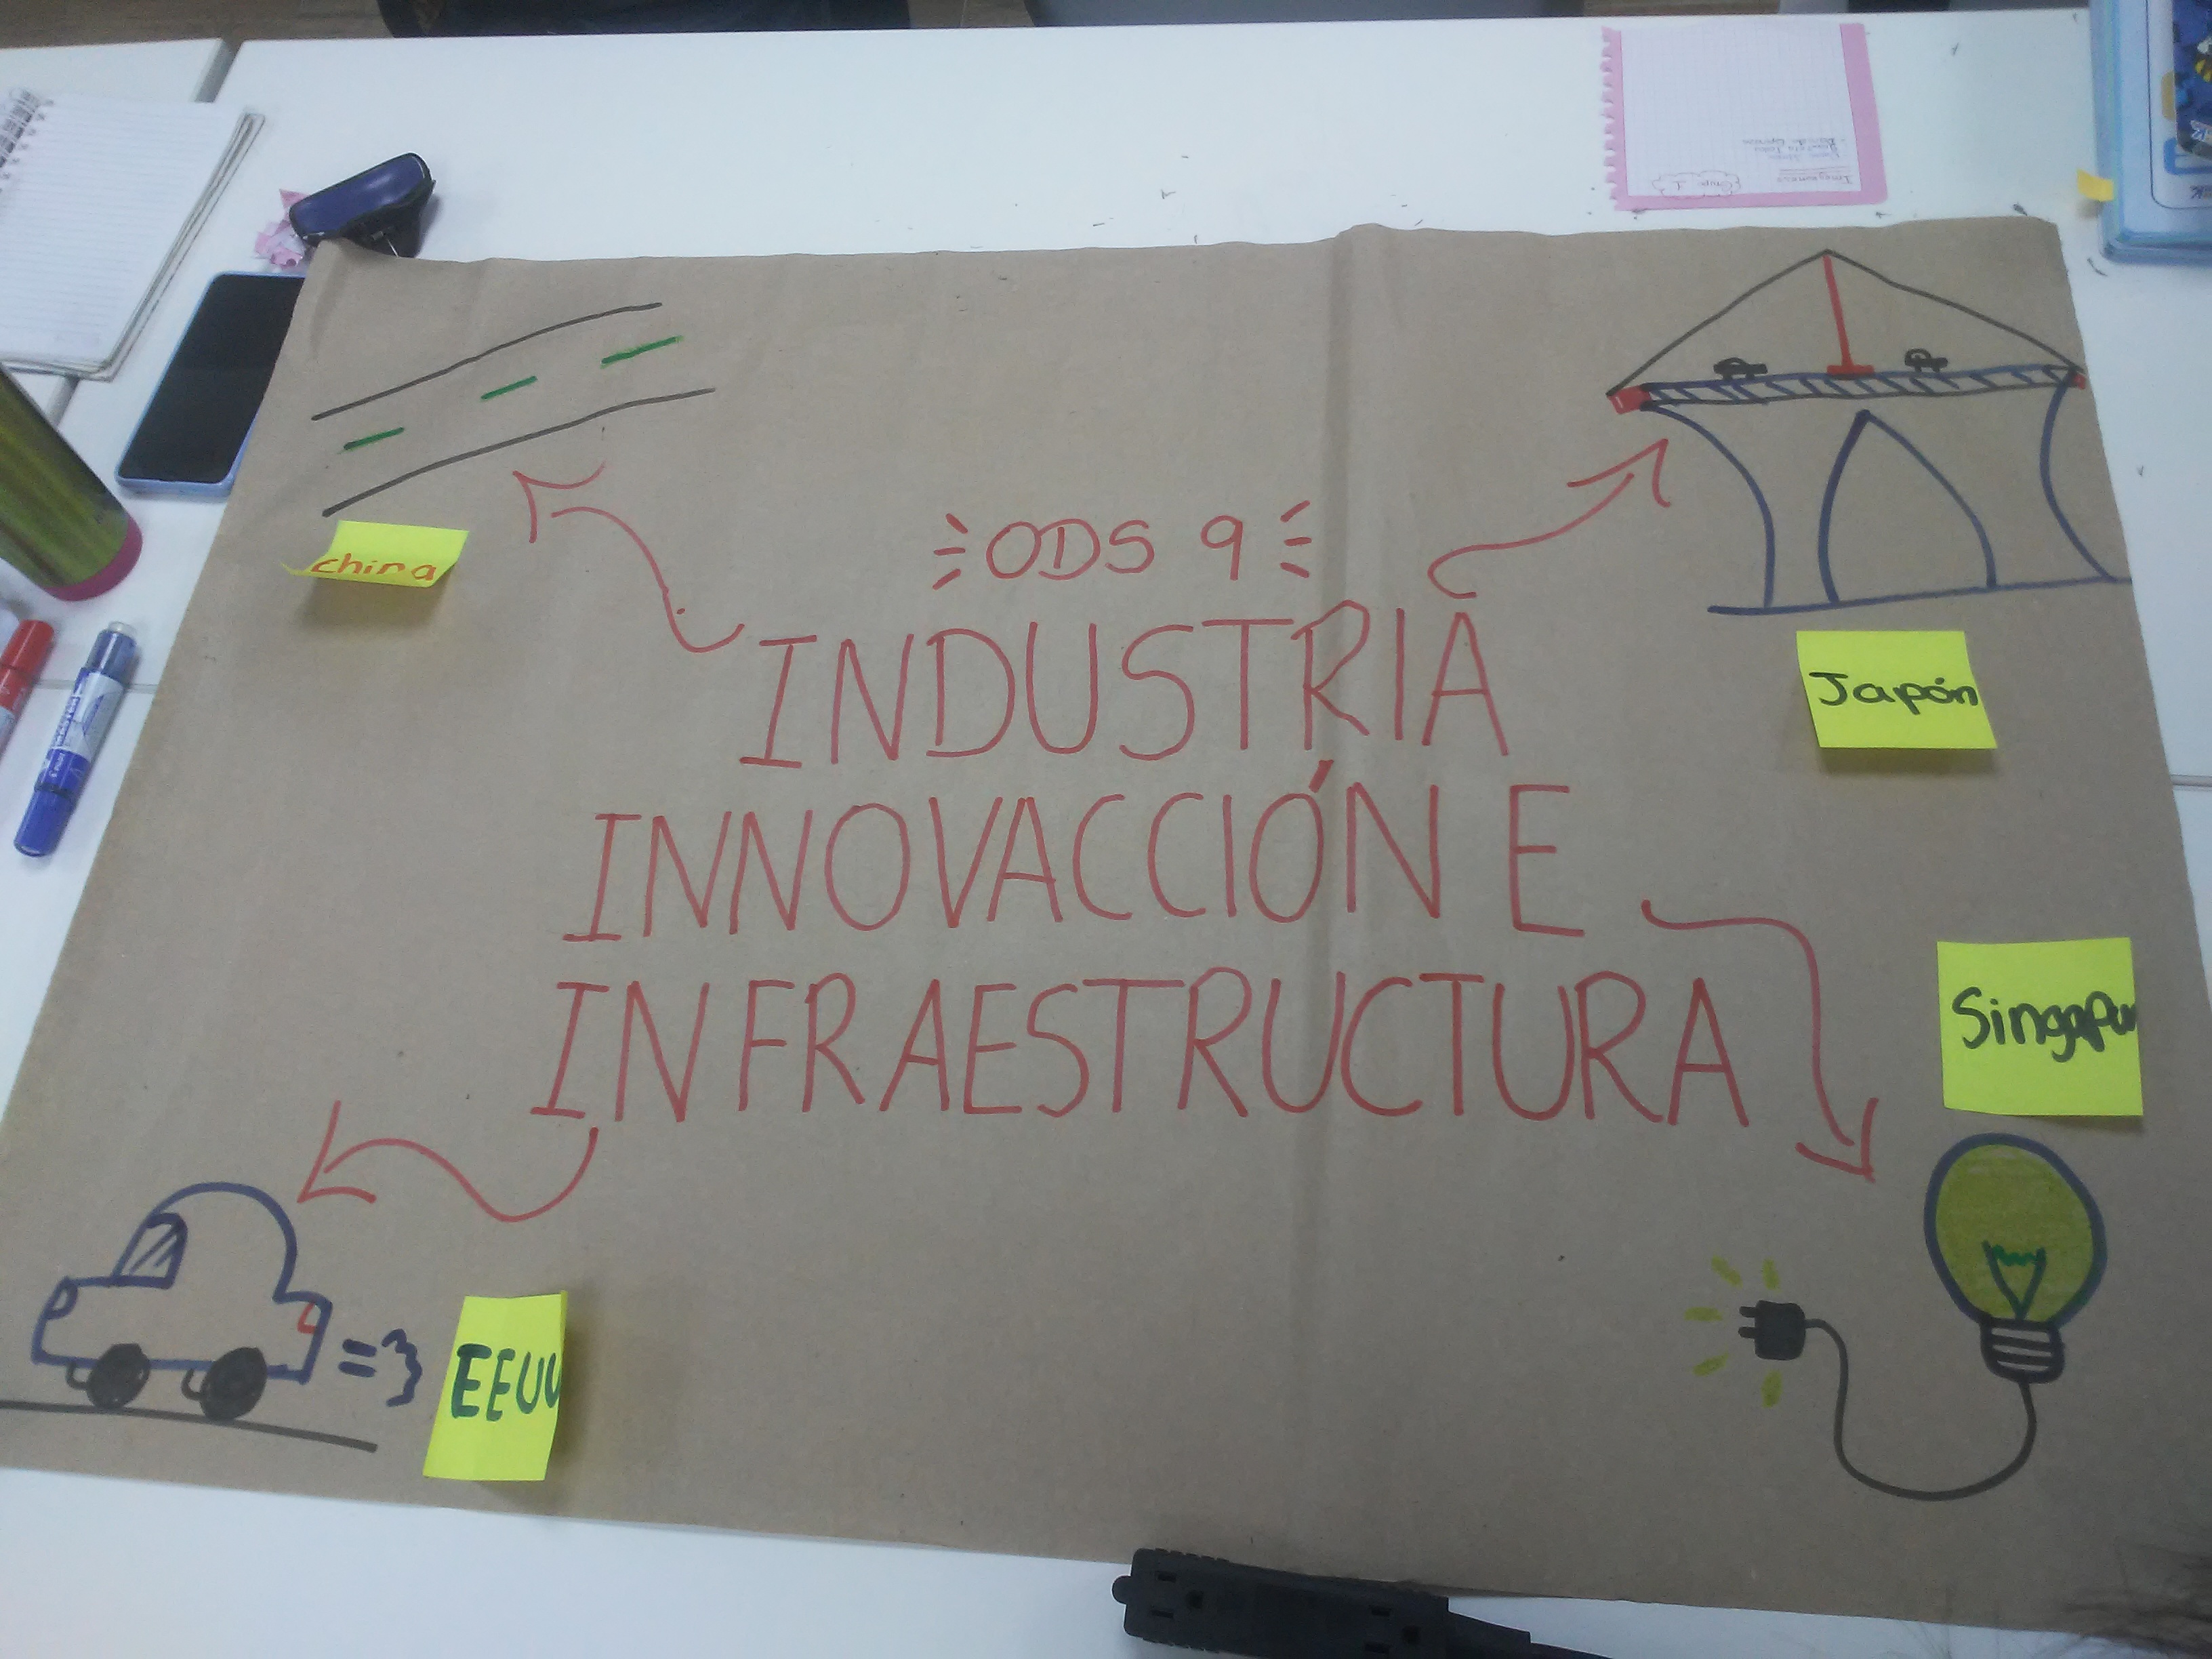 ODS 9
INDUSTRIA
INNOVACCIÓN E
INFRAESTRUCTURA
china
Japón
Singapur
EEUU